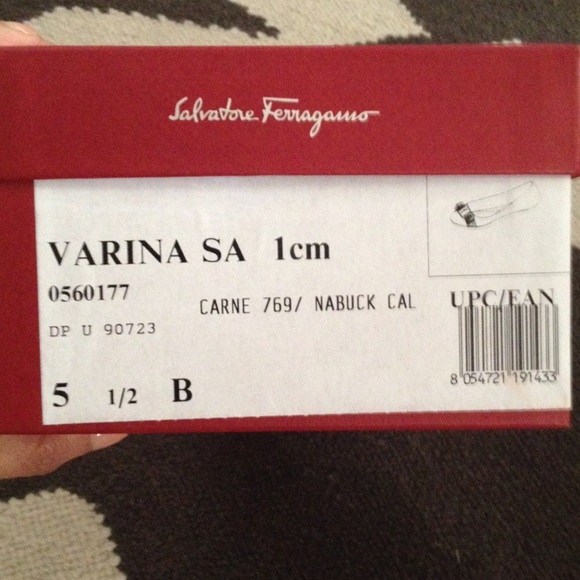 Salvatore Ferragamo
VARINA SA 1cm
0560177
CARNE 769/ NABUCK CAL
UPC/EAN
DP U 90723
8 054721 191433
5 1/2 B